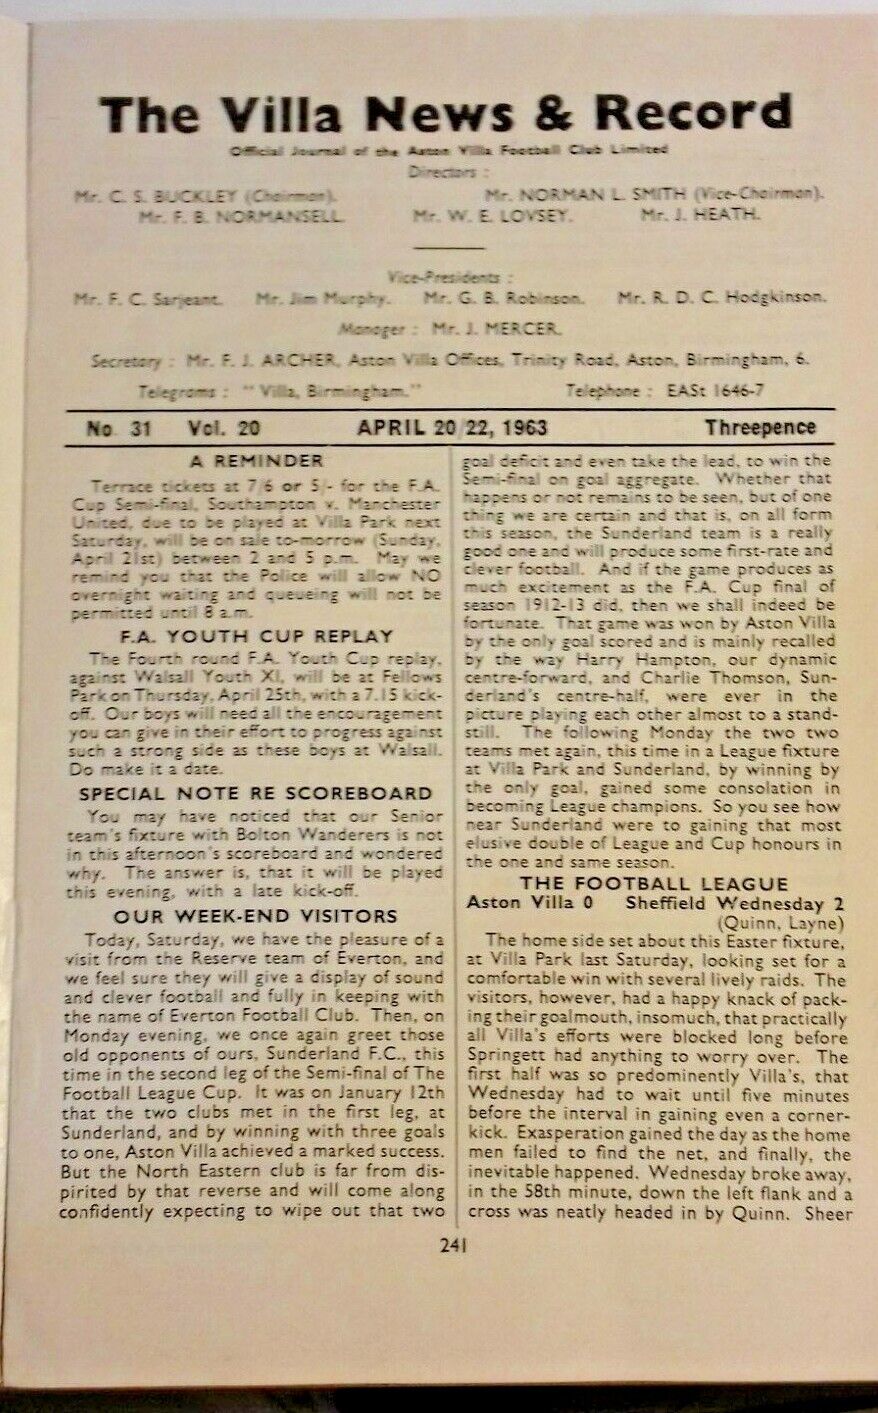 The Villa News & Record
Official Journal of the Aston Villa Football Club Limited
Directors :
Mr. C. S. BUCKLEY (Chairman). Mr. NORMAN L. SMITH (Vice-Chairman).
Mr. F. B. NORMANSELL. Mr. W. E. LOVSEY. Mr. J. HEATH.
Vice-Presidents :
Mr. F. C. Sarjeant. Mr. Jim Murphy. Mr. G. B. Robinson. Mr. R. D. C. Hodgkinson.
Manager : Mr. J. MERCER.
Secretary : Mr. F. J. ARCHER, Aston Villa Offices, Trinity Road, Aston, Birmingham, 6.
Telegrams : "Villa, Birmingham." Telephone : EASt 1646-7
No. 31 Vol. 20 APRIL 20/22, 1963 Threepence
A REMINDER
Terrace tickets at 7/6 or 5/- for the F.A.
Cup Semi-final, Southampton v. Manchester
United, due to be played at Villa Park next
Saturday, will be on sale to-morrow (Sunday,
April 21st) between 2 and 5 p.m. May we
remind you that the Police will allow NO
overnight waiting and queueing will not be
permitted until 8 a.m.
F.A. YOUTH CUP REPLAY
The Fourth round F.A. Youth Cup replay,
against Walsall Youth XI, will be at Fellows
Park on Thursday, April 25th, with a 7.15 kick-
off. Our boys will need all the encouragement
you can give in their effort to progress against
such a strong side as these boys at Walsall.
Do make it a date.
SPECIAL NOTE RE SCOREBOARD
You may have noticed that our Senior
team's fixture with Bolton Wanderers is not
in this afternoon's scoreboard and wondered
why. The answer is, that it will be played
this evening, with a late kick-off.
OUR WEEK-END VISITORS
Today, Saturday, we have the pleasure of a
visit from the Reserve team of Everton, and
we feel sure they will give a display of sound
and clever football and fully in keeping with
the name of Everton Football Club. Then, on
Monday evening, we once again greet those
old opponents of ours, Sunderland F.C., this
time in the second leg of the Semi-final of The
Football League Cup. It was on January 12th
that the two clubs met in the first leg, at
Sunderland, and by winning with three goals
to one, Aston Villa achieved a marked success.
But the North Eastern club is far from dis-
pirited by that reverse and will come along
confidently expecting to wipe out that two
goal deficit and even take the lead, to win the
Semi-final on goal aggregate. Whether that
happens or not remains to be seen, but of one
thing we are certain and that is, on all form
this season, the Sunderland team is a really
good one and will produce some first-rate and
clever football. And if the game produces as
much excitement as the F.A. Cup final of
season 1912-13 did, then we shall indeed be
fortunate. That game was won by Aston Villa
by the only goal scored and is mainly recalled
by the way Harry Hampton, our dynamic
centre-forward, and Charlie Thomson, Sun-
derland's centre-half, were ever in the
picture playing each other almost to a stand-
still. The following Monday the two two
teams met again, this time in a League fixture
at Villa Park and Sunderland, by winning by
the only goal, gained some consolation in
becoming League champions. So you see how
near Sunderland were to gaining that most
elusive double of League and Cup honours in
the one and same season.
THE FOOTBALL LEAGUE
Aston Villa 0 Sheffield Wednesday 2
(Quinn, Layne)
The home side set about this Easter fixture,
at Villa Park last Saturday, looking set for a
comfortable win with several lively raids. The
visitors, however, had a happy knack of pack-
ing their goalmouth, insomuch, that practically
all Villa's efforts were blocked long before
Springett had anything to worry over. The
first half was so predominently Villa's, that
Wednesday had to wait until five minutes
before the interval in gaining even a corner-
kick. Exasperation gained the day as the home
men failed to find the net, and finally, the
inevitable happened. Wednesday broke away,
in the 58th minute, down the left flank and a
cross was neatly headed in by Quinn. Sheer
241